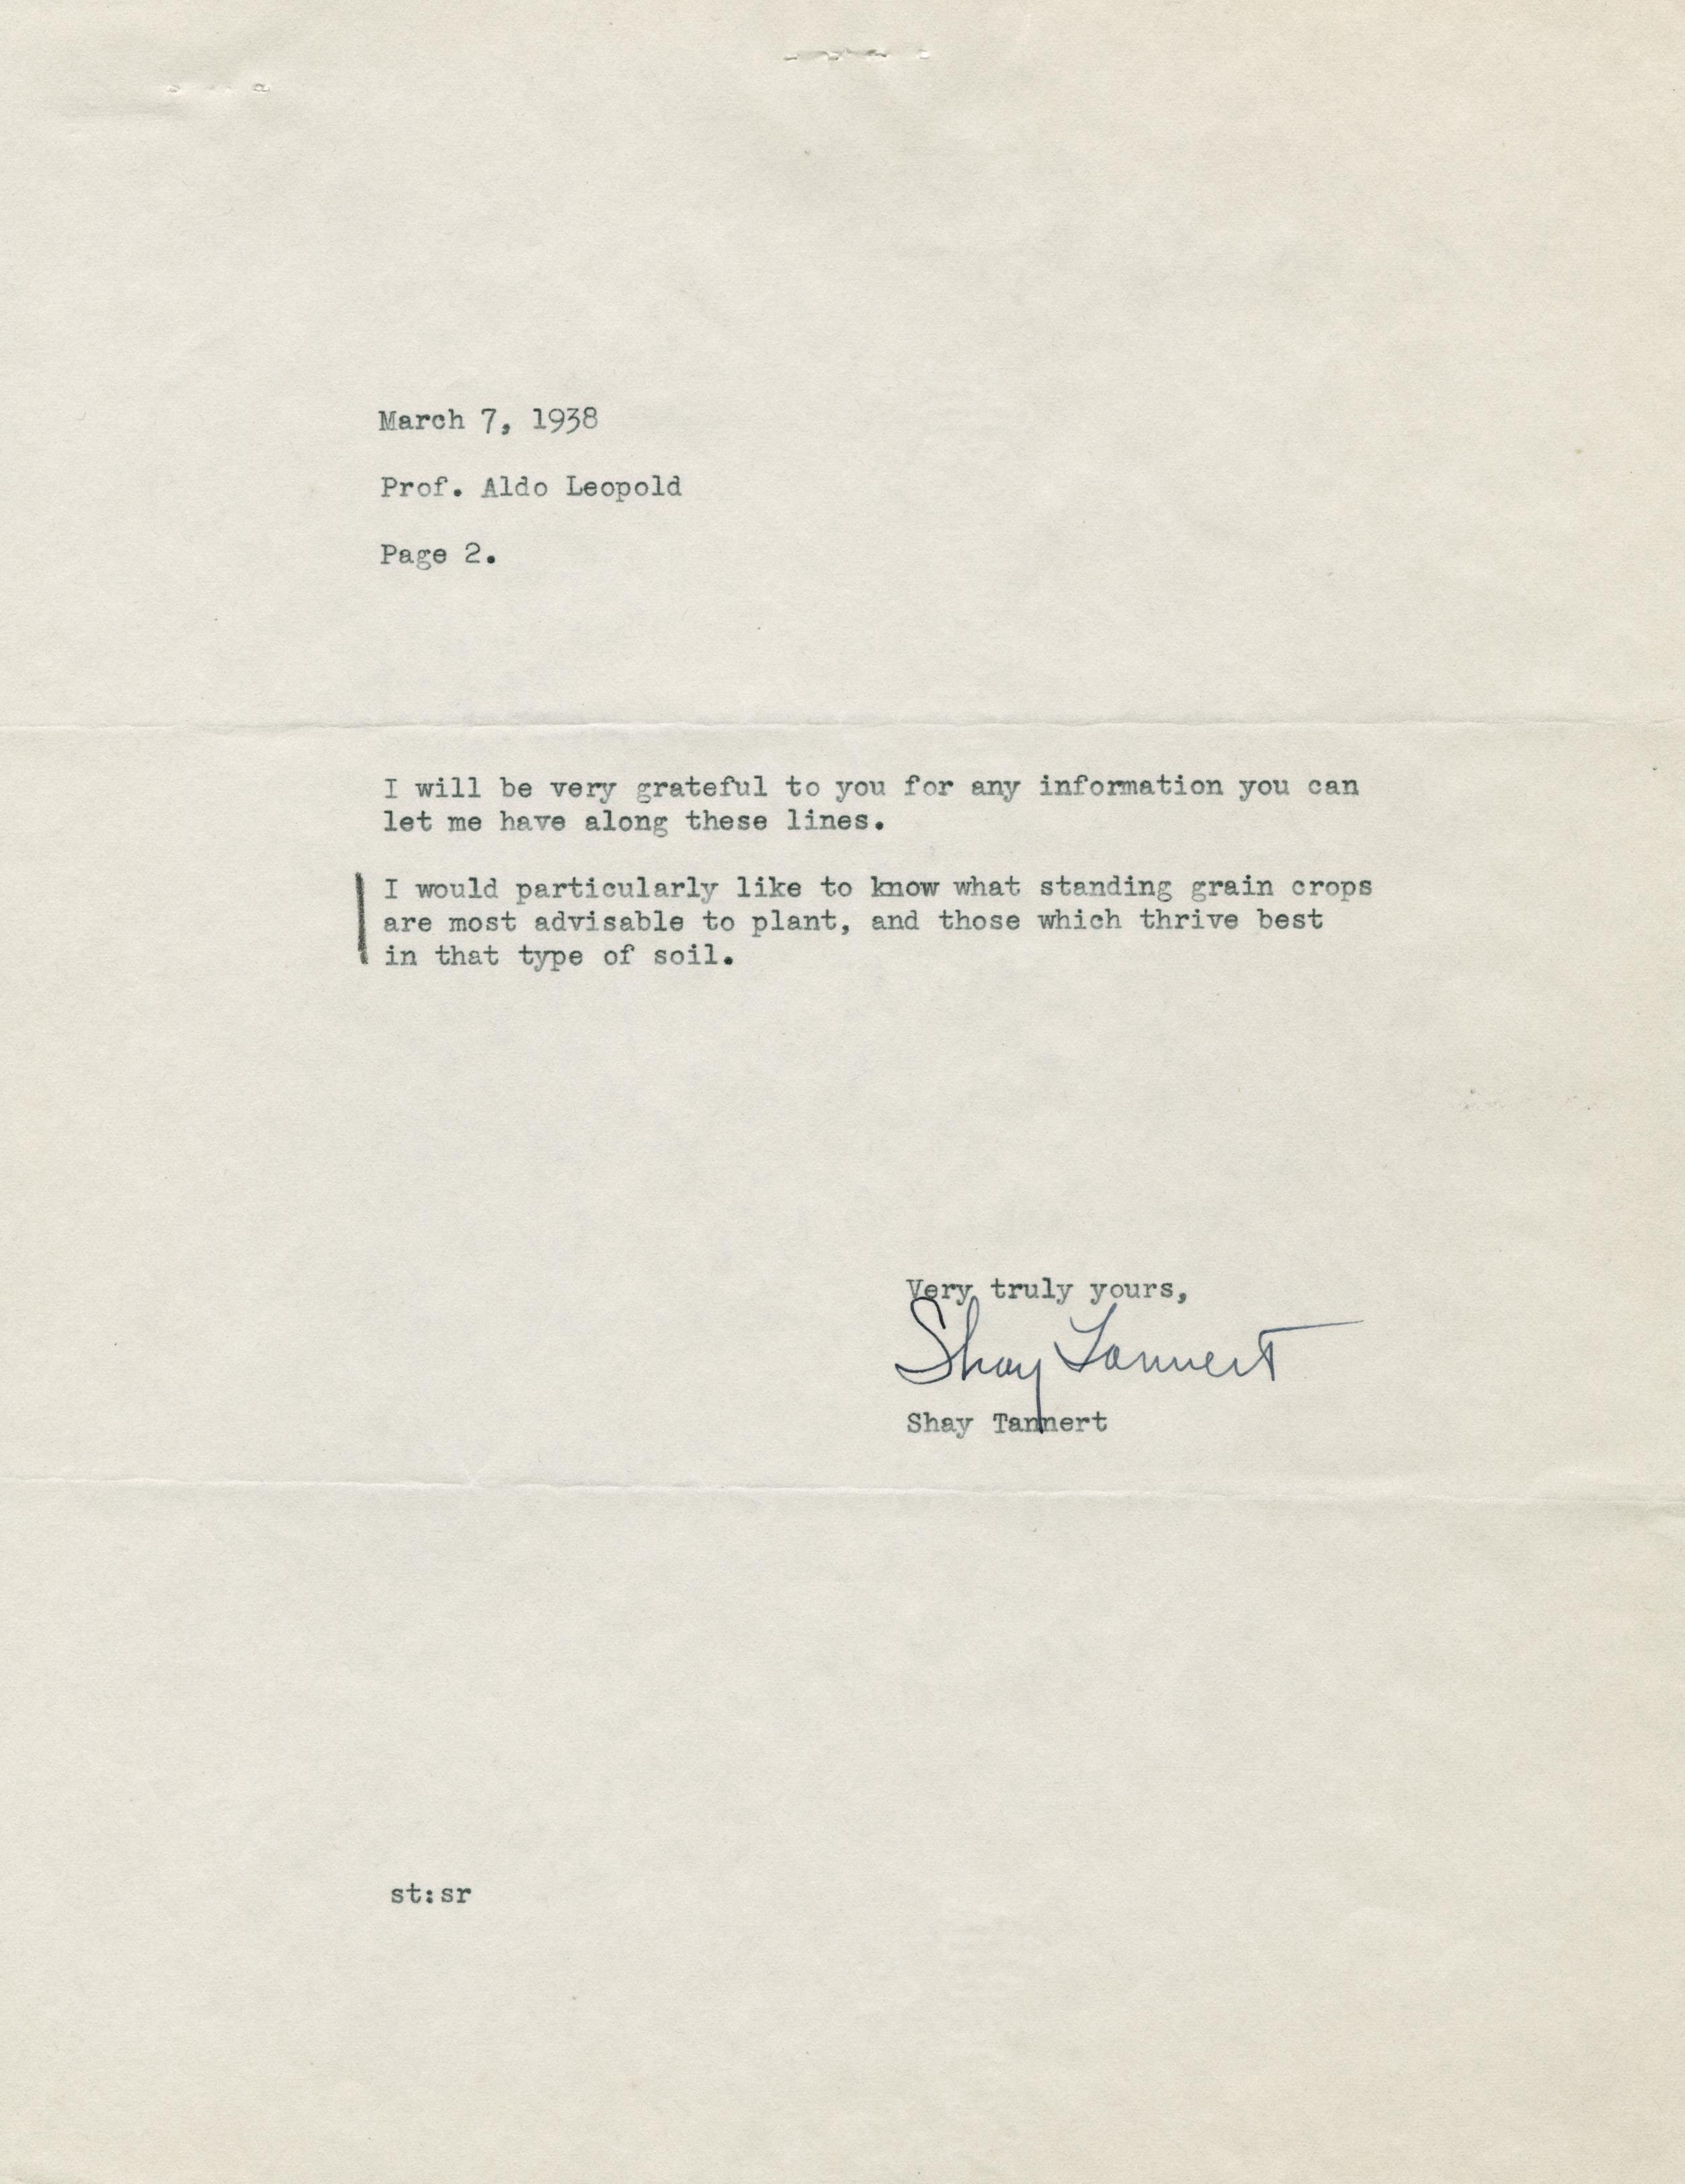 March 7, 1938
Prof. Aldo Leopold
Page 2.
I will be very grateful to you for any information you can
let me have along these lines.
I would particularly like to know what standing grain crops
are most advisable to plant, and those which thrive best
in that type of soil.
Very truly yours,
Shay Tannert
Shay Tannert
st:sr